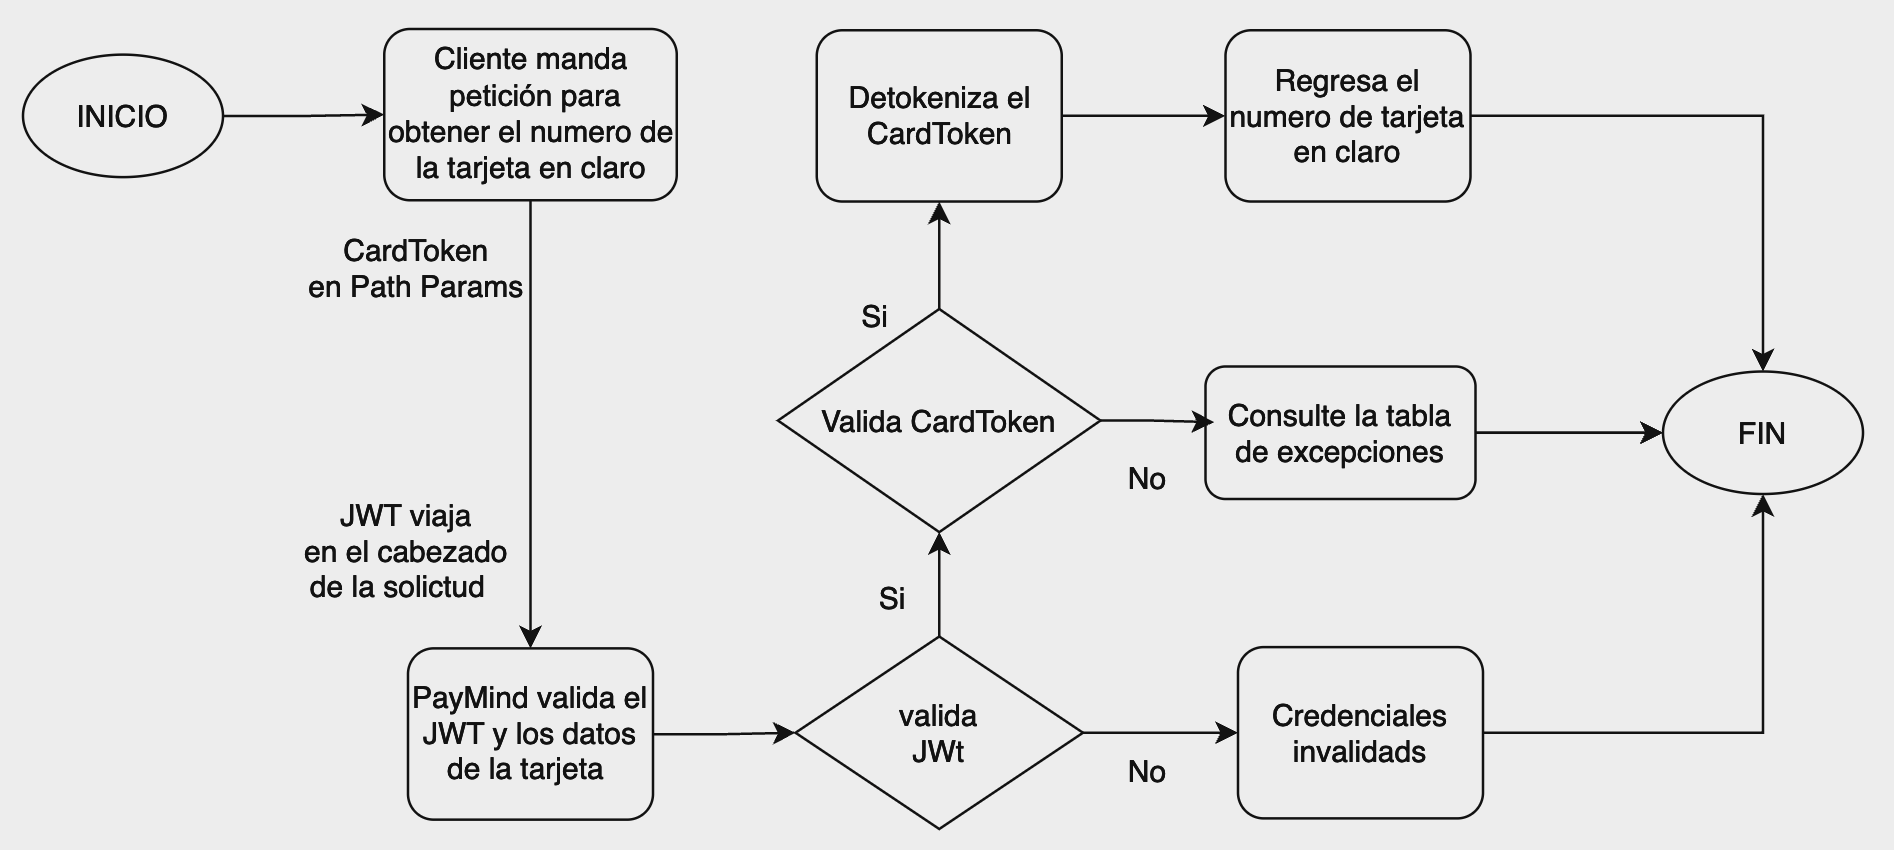 INICIO
Cliente manda
petición para
obtener el numero de
la tarjeta en claro
CardToken
en Path Params
JWT viaja
en el cabezado
de la solictud
PayMind valida el
JWT y los datos
de la tarjeta
valida
JWt
Si
No
Credenciales
invalidads
Valida CardToken
Si
No
Consulte la tabla
de excepciones
Detokeniza el
CardToken
Regresa el
numero de tarjeta
en claro
FIN